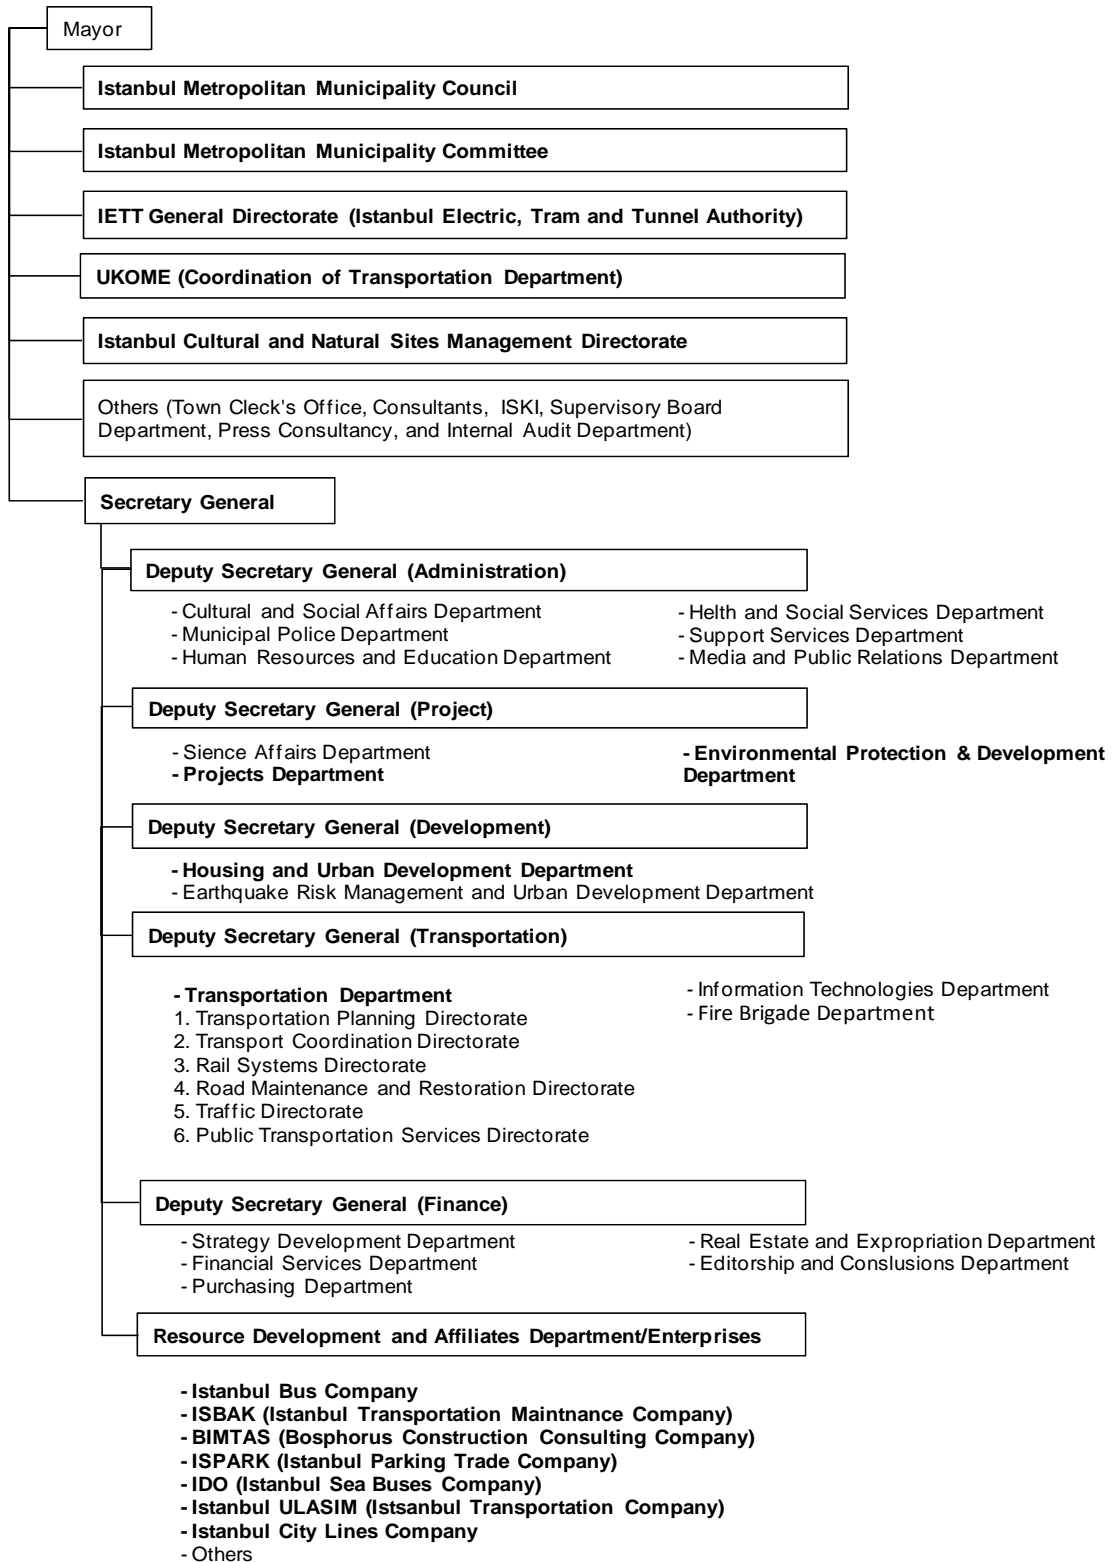 Mayor
Istanbul Metropolitan Municipality Council
Istanbul Metropolitan Municipality Committee
IETT General Directorate (Istanbul Electric, Tram and Tunnel Authority)
UKOME (Coordination of Transportation Department)
Istanbul Cultural and Natural Sites Management Directorate
Others (Town Cleck's Office, Consultants, ISKI, Supervisory Board
Department, Press Consultancy, and Internal Audit Department)
Secretary General
Deputy Secretary General (Administration)
- Cultural and Social Affairs Department
- Municipal Police Department
- Human Resources and Education Department
- Helth and Social Services Department
- Support Services Department
- Media and Public Relations Department
Deputy Secretary General (Project)
- Sience Affairs Department
- Projects Department
- Environmental Protection & Development
Department
Deputy Secretary General (Development)
- Housing and Urban Development Department
- Earthquake Risk Management and Urban Development Department
Deputy Secretary General (Transportation)
- Transportation Department
1. Transportation Planning Directorate
2. Transport Coordination Directorate
3. Rail Systems Directorate
4. Road Maintenance and Restoration Directorate
5. Traffic Directorate
6. Public Transportation Services Directorate
- Information Technologies Department
- Fire Brigade Department
Deputy Secretary General (Finance)
- Strategy Development Department
- Financial Services Department
- Purchasing Department
- Real Estate and Expropriation Department
- Editorship and Conslusions Department
Resource Development and Affiliates Department/Enterprises
- Istanbul Bus Company
- ISBAK (Istanbul Transportation Maintnance Company)
- BIMTAS (Bosphorus Construction Consulting Company)
- ISPARK (Istanbul Parking Trade Company)
- IDO (Istanbul Sea Buses Company)
- Istanbul ULASIM (Istsanbul Transportation Company)
- Istanbul City Lines Company
- Others